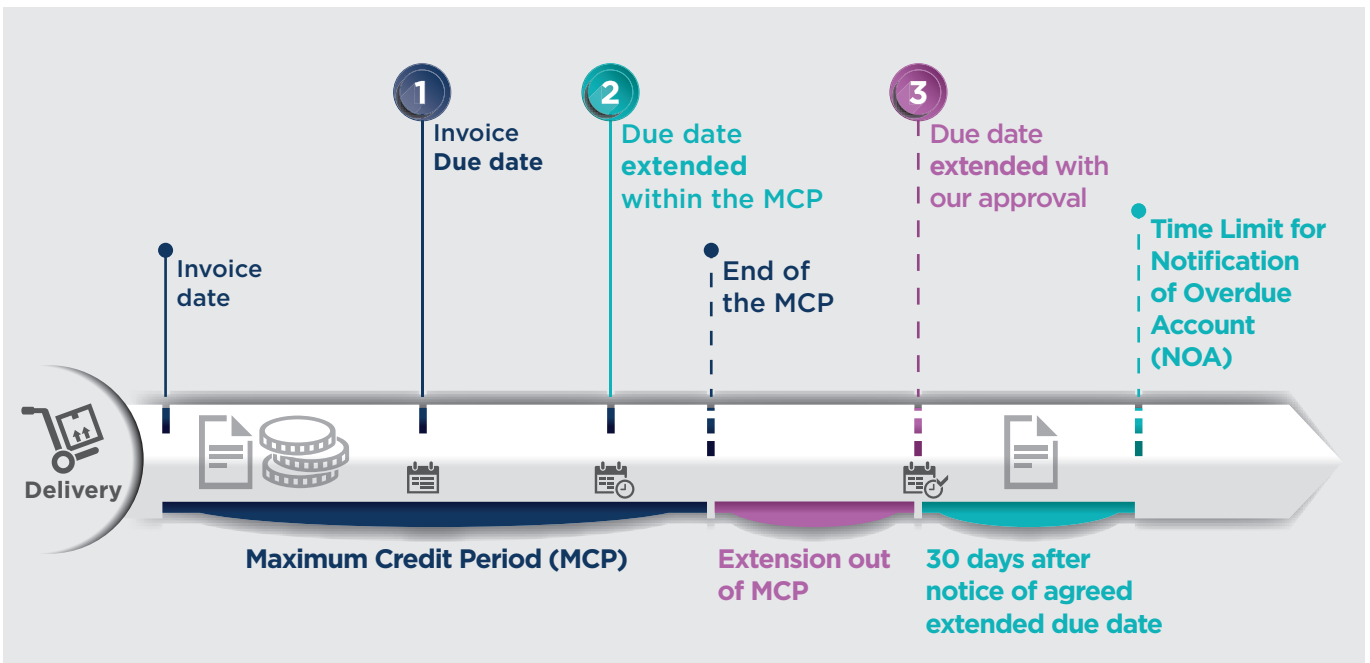 1
Invoice
Due date
2
Due date
extended
within the MCP
3
Due date
extended with
our approval
Invoice
date
End of
the MCP
Time Limit for
Notification
of Overdue
Account
(NOA)
Delivery
Maximum Credit Period (MCP)
Extension out
of MCP
30 days after
notice of agreed
extended due date